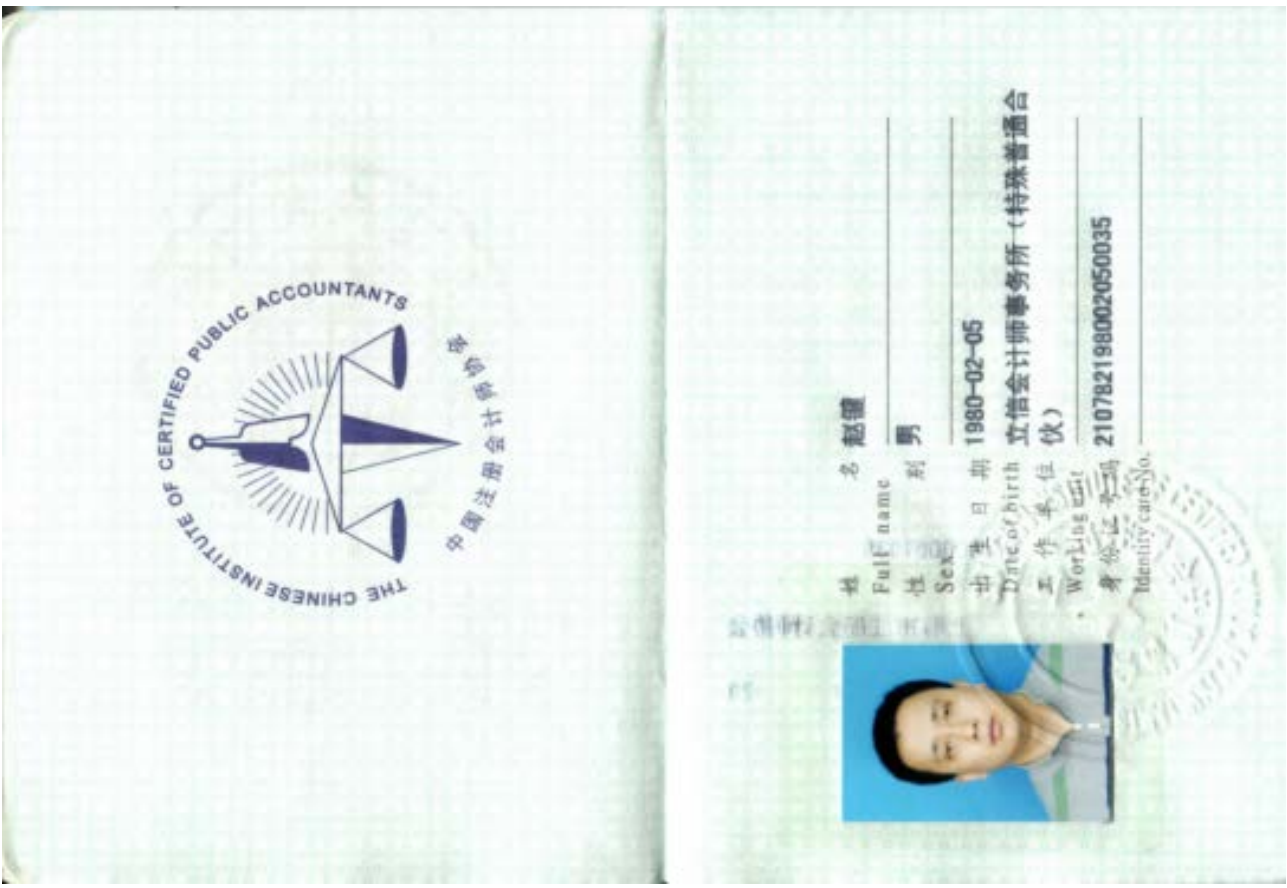 THE CHINESE INSTITUTE OF CERTIFIED PUBLIC ACCOUNTANTS
中国注册会计师协会
姓 名 赵键
Full name
性 别 男
Sex
出 生 日 期 1980-02-05
Date of birth
工 作 单 位 立信会计师事务所（特殊普通合
Working unit 伙）
身份证号码 210782198002050035
Identity card No.